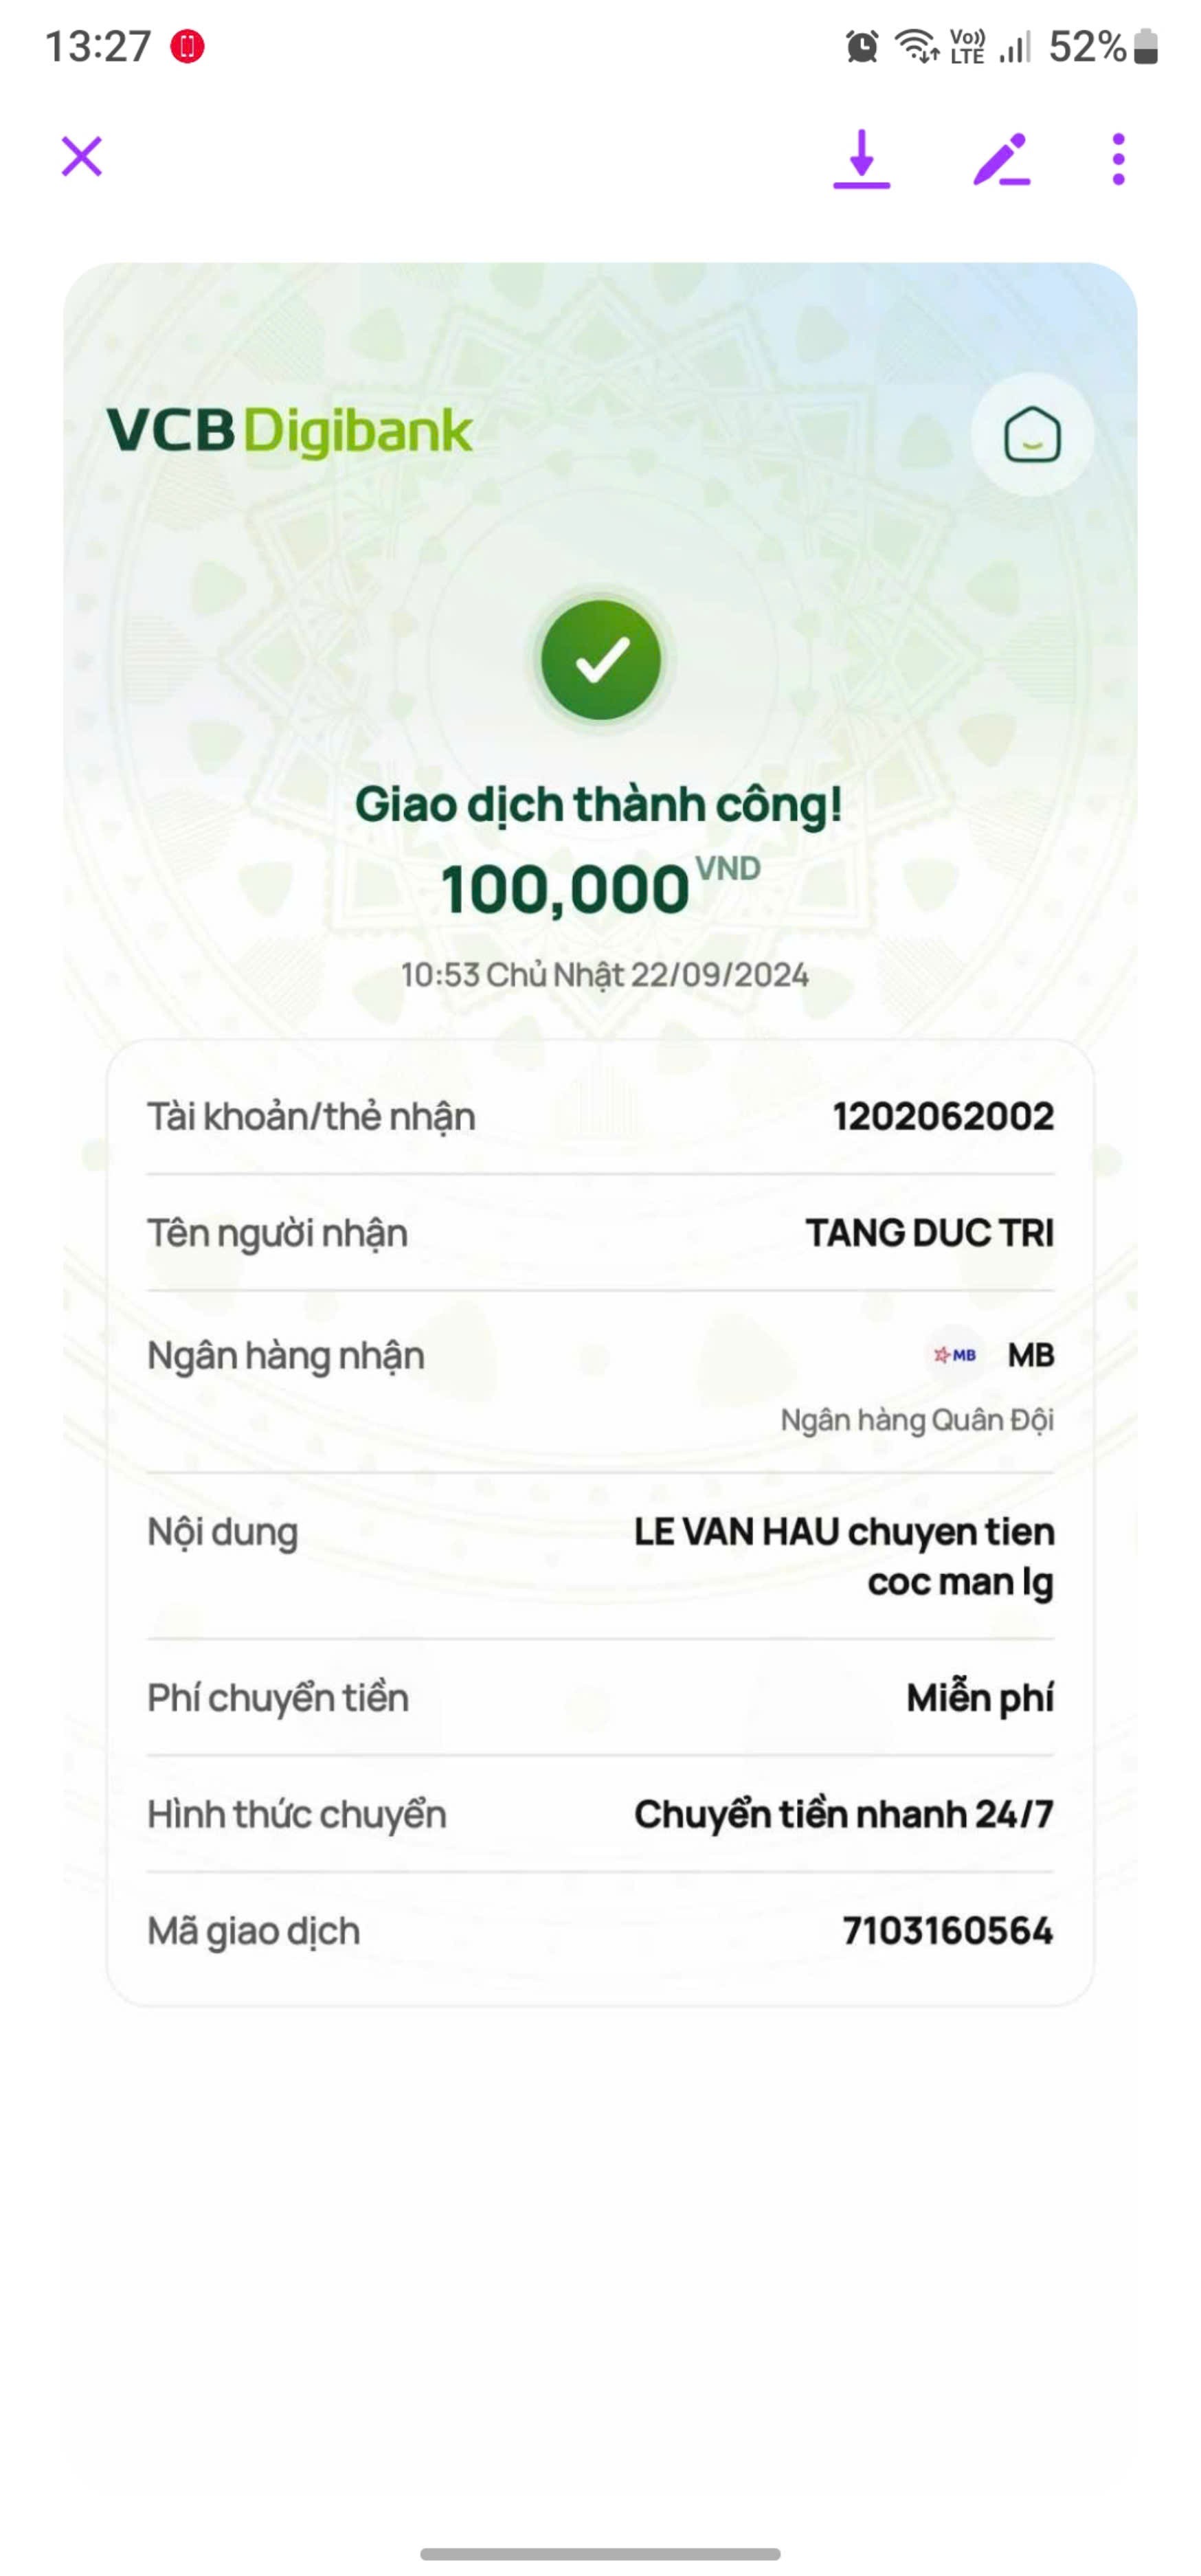 13:27
Vo))
LTE
52%
VCB Digibank
Giao dịch thành công!
100,000 VND
10:53 Chủ Nhật 22/09/2024
Tài khoản/thẻ nhận 1202062002
Tên người nhận TANG DUC TRI
Ngân hàng nhận MB MB
Ngân hàng Quân Đội
Nội dung LE VAN HAU chuyen tien
coc man lg
Phí chuyển tiền Miễn phí
Hình thức chuyển Chuyển tiền nhanh 24/7
Mã giao dịch 7103160564